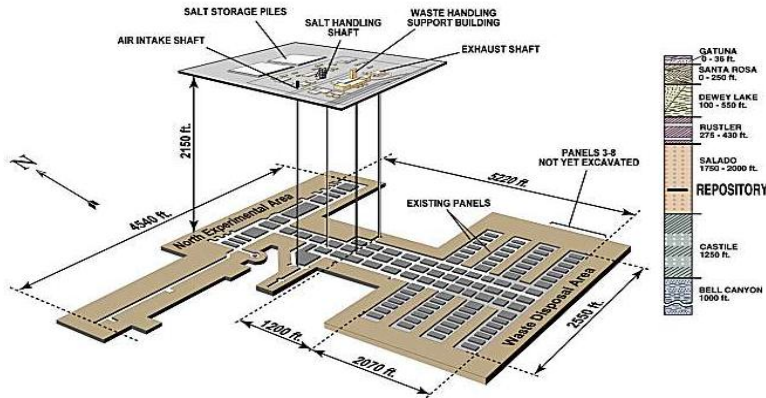 SALT STORAGE PILES
SALT HANDLING
SHAFT
WASTE HANDLING
SUPPORT BUILDING
AIR INTAKE SHAFT
EXHAUST SHAFT
2150 ft.
N
4540 ft.
North Experimental Area
5220 ft.
PANELS 3-8
NOT YET EXCAVATED
EXISTING PANELS
Waste Disposal Area
1200 ft.
2070 ft.
2550 ft.
GATUNA
0 - 36 ft.
SANTA ROSA
0 - 250 ft.
DEWEY LAKE
100 - 550 ft.
RUSTLER
275 - 430 ft.
SALADO
1750 - 2000 ft.
REPOSITORY
CASTILE
1250 ft.
BELL CANYON
1000 ft.